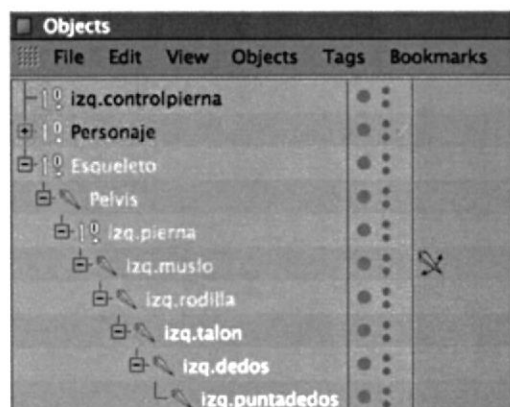 Objects
File Edit View Objects Tags Bookmarks
izq.controlpierna
Personaje
Esqueleto
Pelvis
izq.pierna
izq.muslo
izq.rodilla
izq.talon
izq.dedos
izq.puntadedos